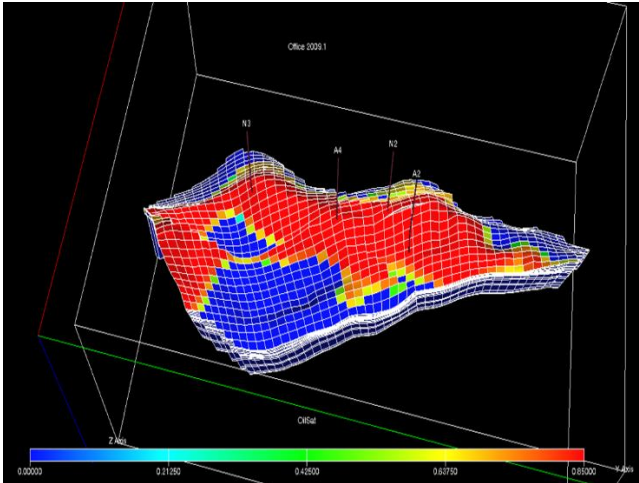 Office 2009.1
N3
A4
N2
A2
OilSat
Z Axis
Y Axis
0.00000
0.21250
0.42500
0.63750
0.85000